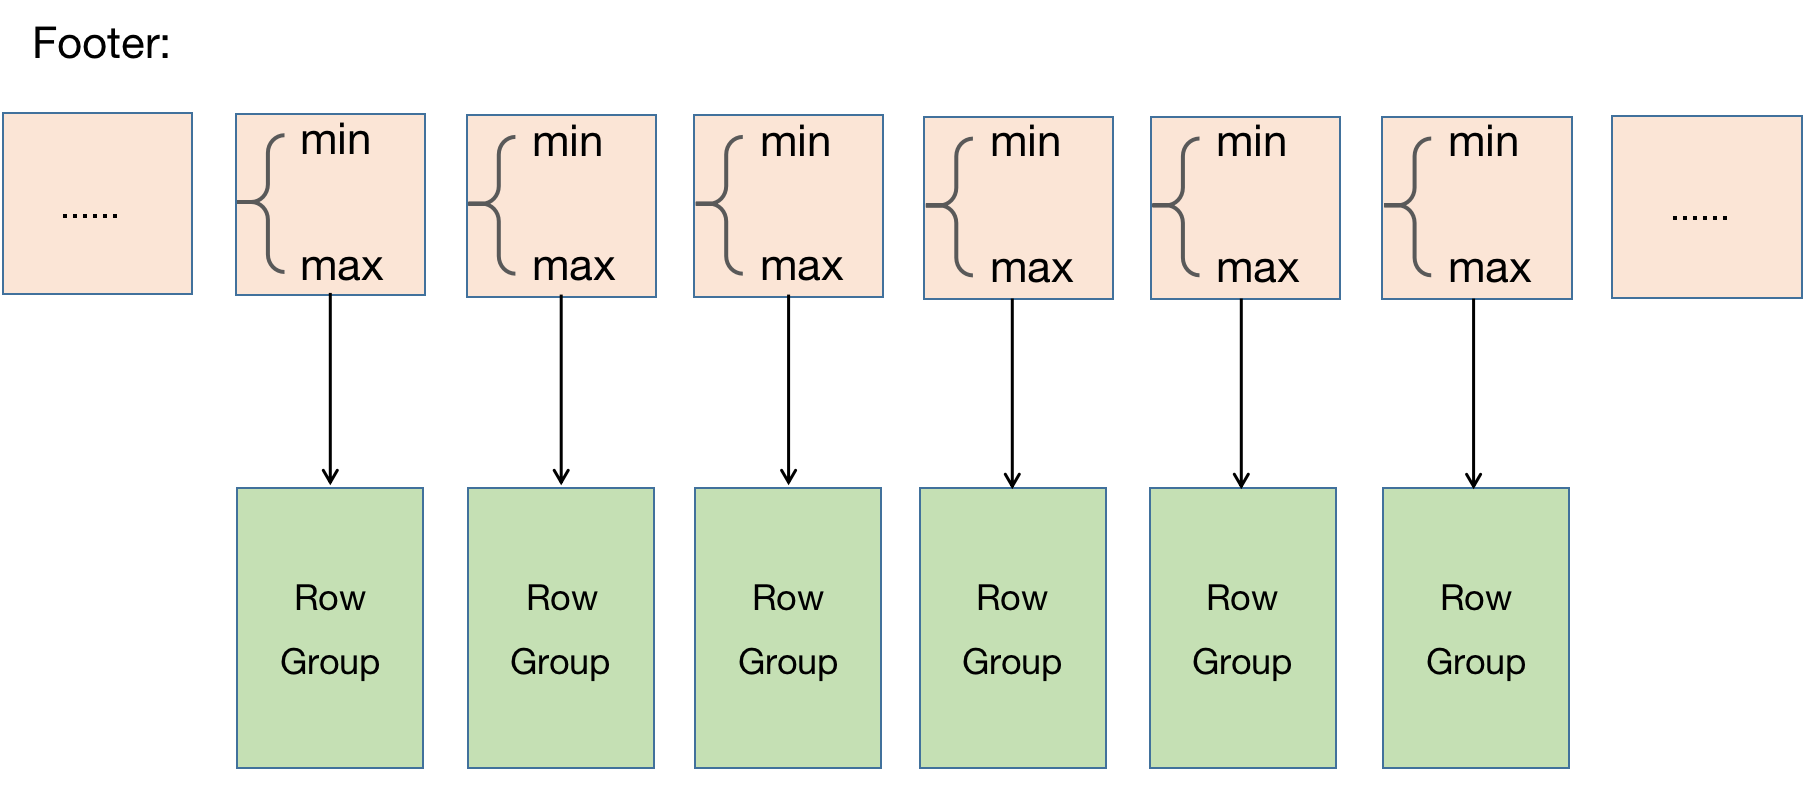 Footer:
...... min min min min min min ......
max max max max max max
Row Row Row Row Row Row
Group Group Group Group Group Group